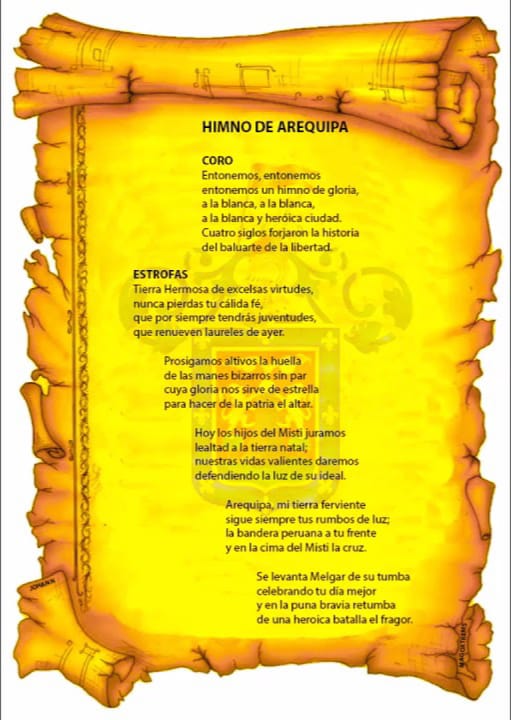 HIMNO DE AREQUIPA
CORO
Entonemos, entonemos
entonemos un himno de gloria,
a la blanca, a la blanca,
a la blanca y heróica ciudad.
Cuatro siglos forjaron la historia
del baluarte de la libertad.
ESTROFAS
Tierra Hermosa de excelsas virtudes,
nunca pierdas tu cálida fé,
que por siempre tendrás juventudes,
que renueven laureles de ayer.
Prosigamos altivos la huella
de las manes bizarros sin par
cuya gloria nos sirve de estrella
para hacer de la patria el altar.
Hoy los hijos del Misti juramos
lealtad a la tierra natal;
nuestras vidas valientes daremos
defendiendo la luz de su ideal.
Arequipa, mi tierra ferviente
sigue siempre tus rumbos de luz;
la bandera peruana a tu frente
y en la cima del Misti la cruz.
Se levanta Melgar de su tumba
celebrando tu día mejor
y en la puna bravia retumba
de una heroica batalla el fragor.
JOHANX